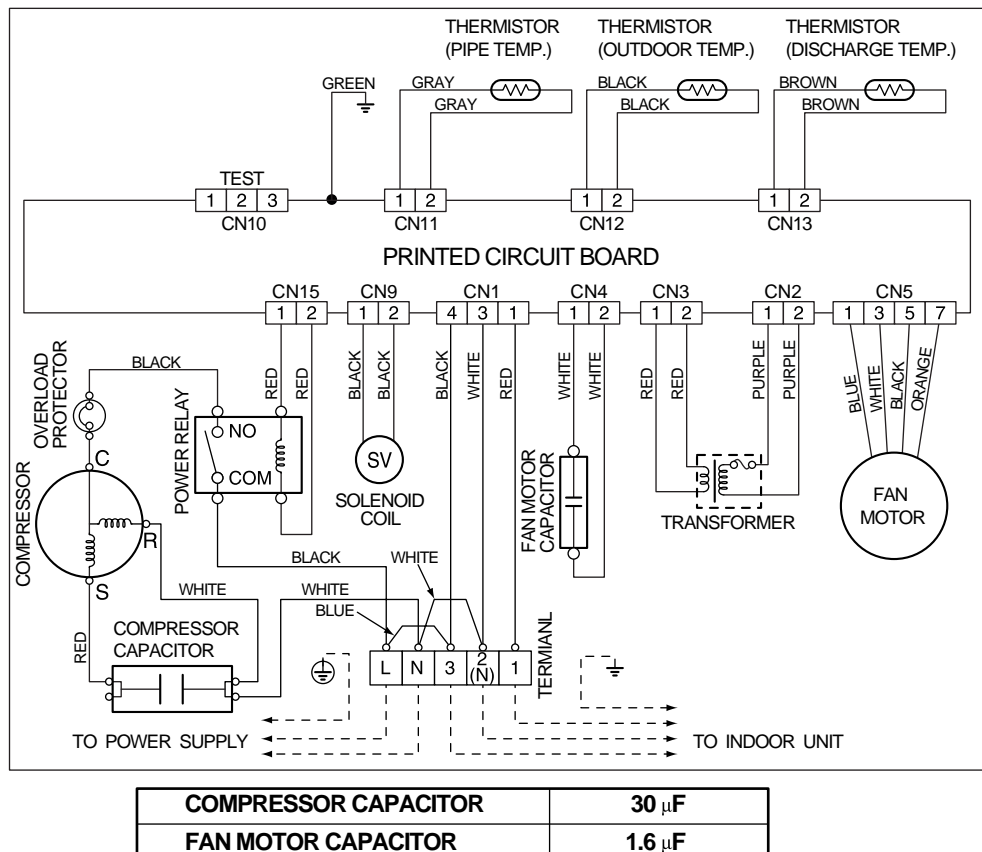 THERMISTOR
(PIPE TEMP.)
THERMISTOR
(OUTDOOR TEMP.)
THERMISTOR
(DISCHARGE TEMP.)
GREEN
GRAY
GRAY
BLACK
BLACK
BROWN
BROWN
TEST
1 2 3
CN10
1 2
CN11
1 2
CN12
1 2
CN13
PRINTED CIRCUIT BOARD
CN15
1 2
CN9
1 2
CN1
4 3 1
CN4
1 2
CN3
1 2
CN2
1 2
CN5
1 3 5 7
RED
RED
BLACK
BLACK
BLACK
WHITE
RED
WHITE
WHITE
RED
RED
PURPLE
PURPLE
BLUE
WHITE
BLACK
ORANGE
BLACK
OVERLOAD
PROTECTOR
POWER RELAY
NO
COM
SV
SOLENOID
COIL
FAN MOTOR
CAPACITOR
TRANSFORMER
FAN
MOTOR
COMPRESSOR
C
R
S
BLACK
WHITE
WHITE
WHITE
BLUE
RED
COMPRESSOR
CAPACITOR
L N 3 2 (N) 1
TERMIANL
TO POWER SUPPLY
TO INDOOR UNIT
COMPRESSOR CAPACITOR 30 μF
FAN MOTOR CAPACITOR 1.6 μF